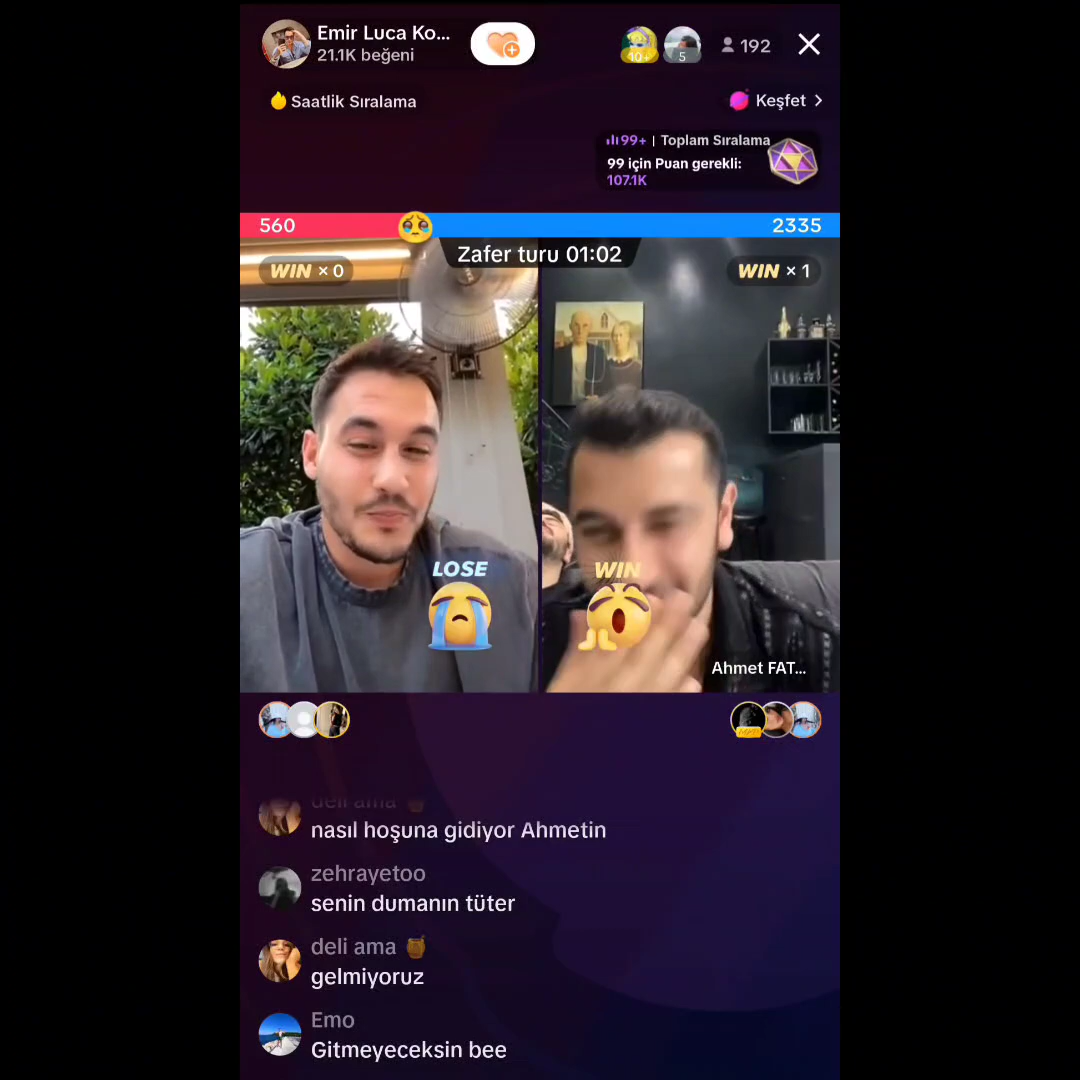 Emir Luca Ko...
21.1K beğeni
10+
5
192
Saatlik Sıralama
Keşfet
99+ | Toplam Sıralama
99 için Puan gerekli:
107.1K
560
2335
Zafer turu 01:02
WIN × 0
WIN × 1
LOSE
WIN
Ahmet FAT...
deli ama
nasıl hoşuna gidiyor Ahmetin
zehrayetoo
senin dumanın tüter
deli ama
gelmiyoruz
Emo
Gitmeyeceksin bee